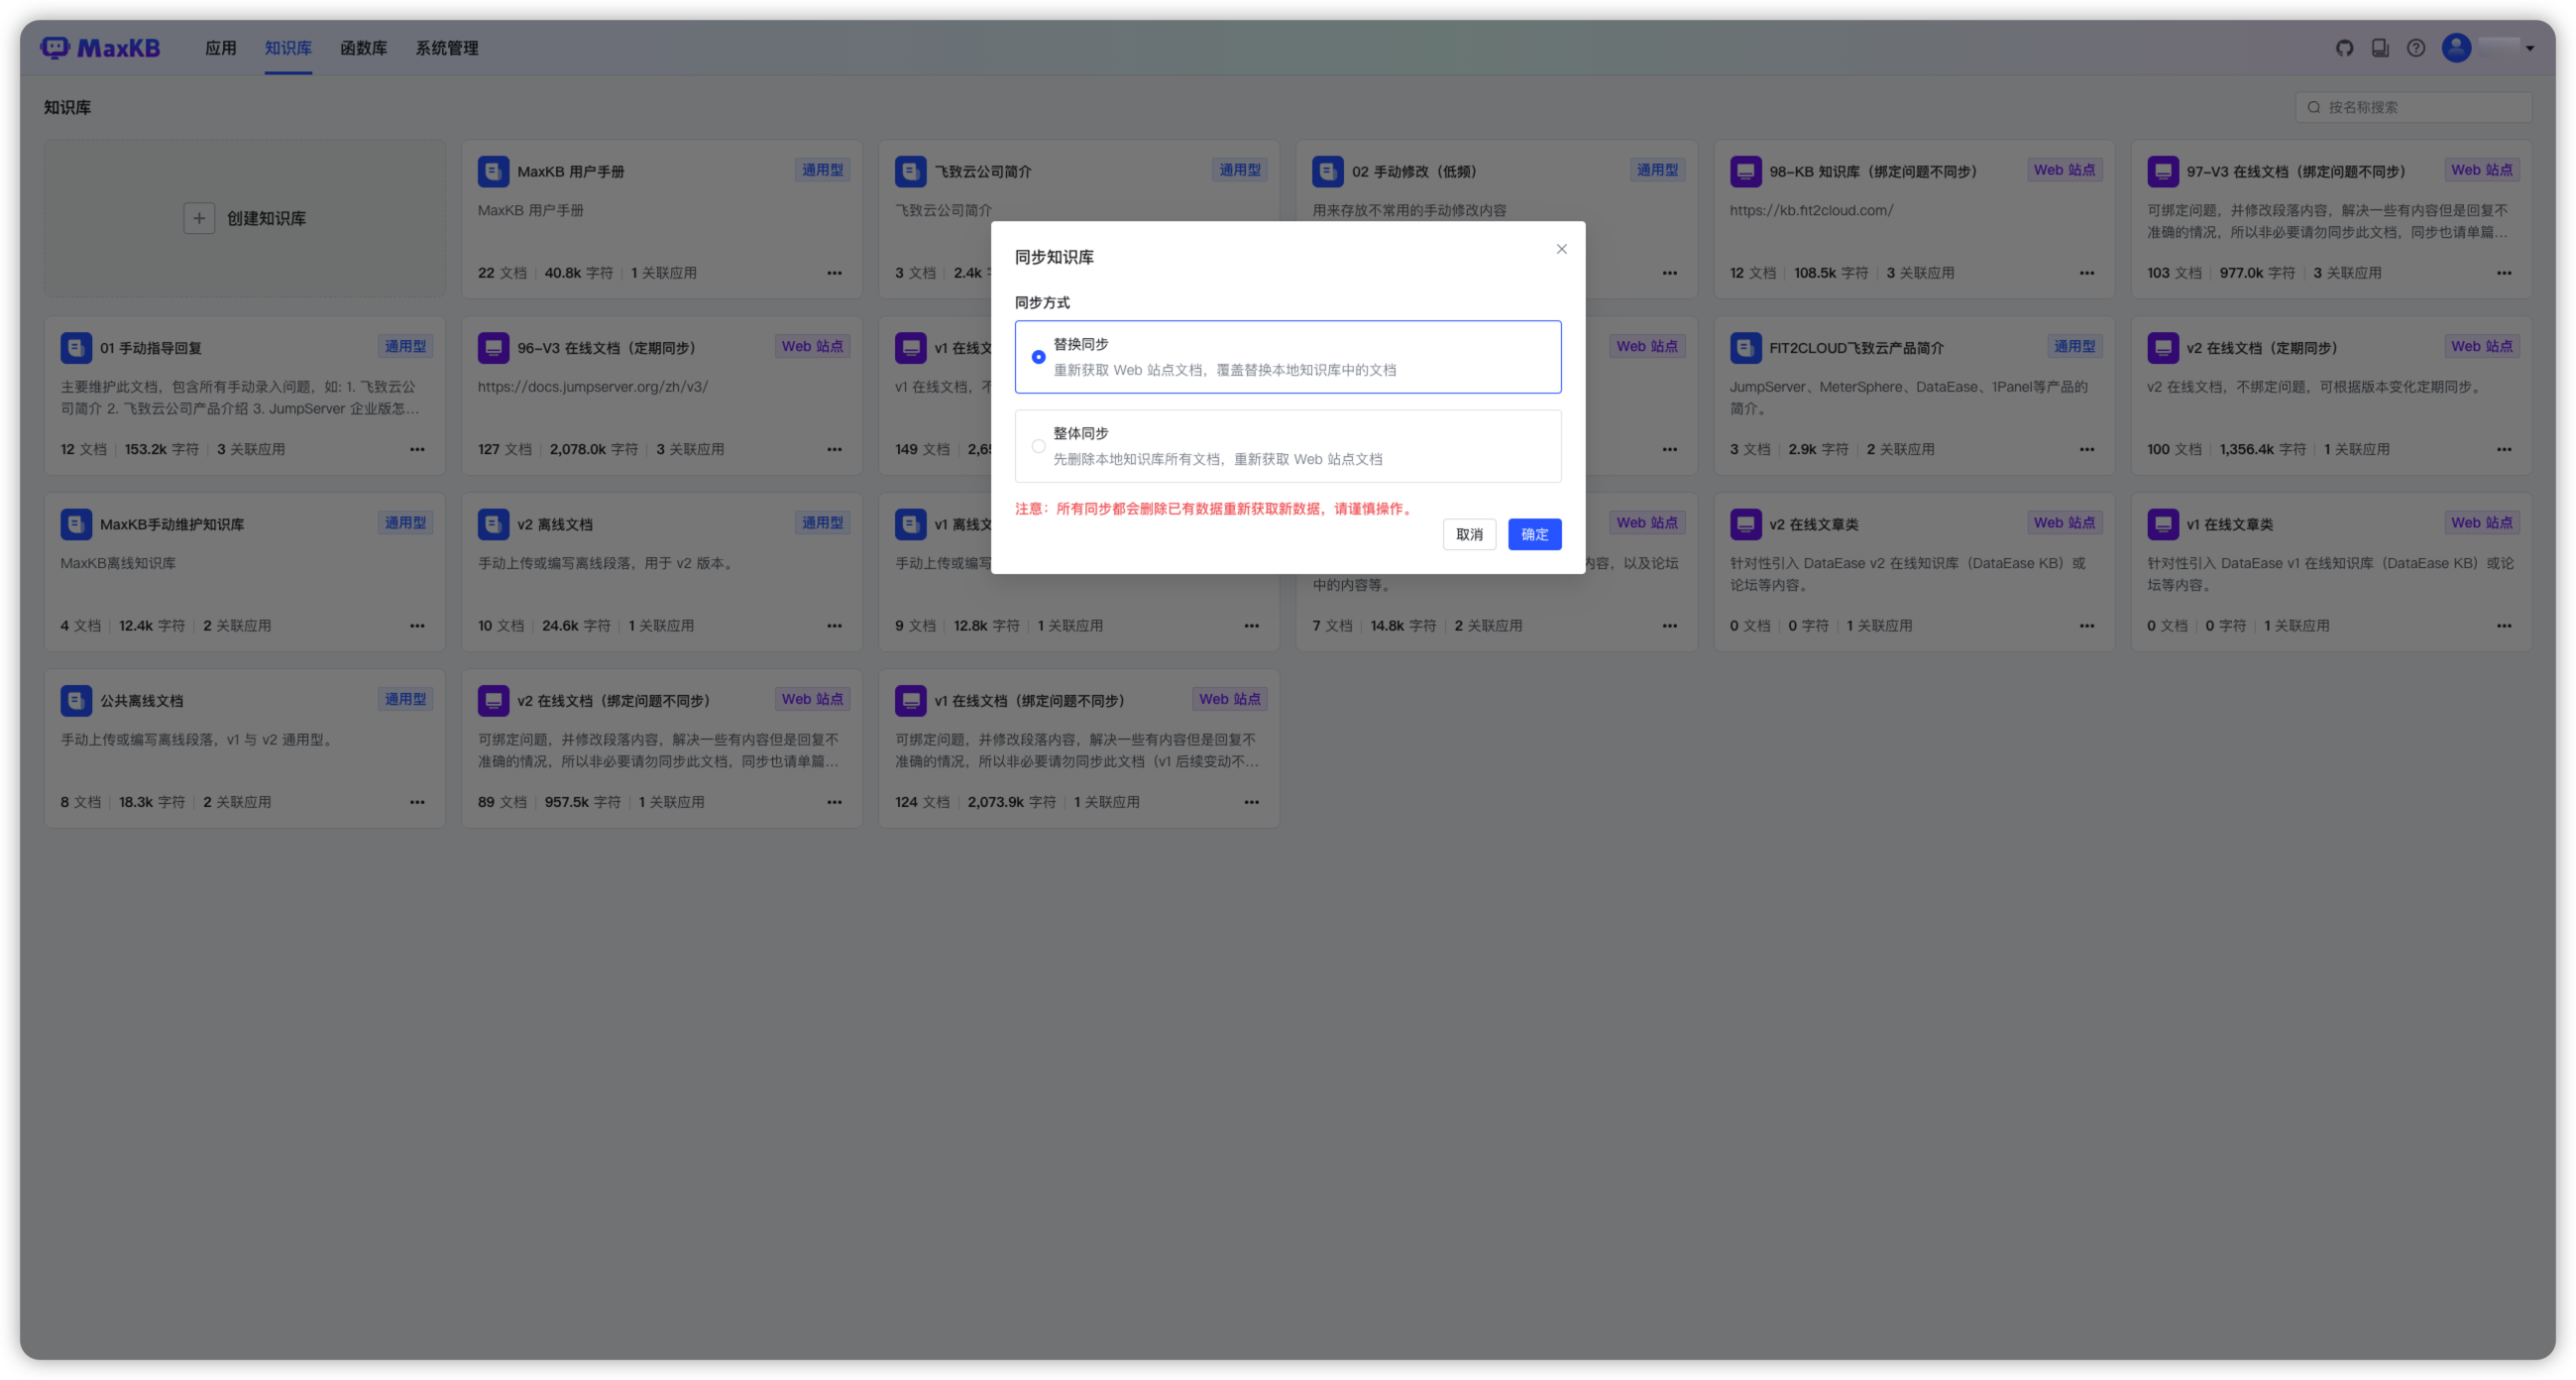 MaxKB
应用 知识库 函数库 系统管理
知识库
按名称搜索
创建知识库
MaxKB 用户手册 通用型
MaxKB 用户手册
22 文档 40.8k 字符 1 关联应用
飞致云公司简介 通用型
飞致云公司简介
3 文档 2.4k
02 手动修改（低频） 通用型
用来存放不常用的手动修改内容
98-KB 知识库（绑定问题不同步） Web 站点
https://kb.fit2cloud.com/
12 文档 108.5k 字符 3 关联应用
97-V3 在线文档（绑定问题不同步） Web 站点
可绑定问题，并修改段落内容，解决一些有内容但是回复不
准确的情况，所以非必要请勿同步此文档，同步也请单篇...
103 文档 977.0k 字符 3 关联应用
01 手动指导回复 通用型
主要维护此文档，包含所有手动录入问题，如: 1. 飞致云公
司简介 2. 飞致云公司产品介绍 3. JumpServer 企业版怎...
12 文档 153.2k 字符 3 关联应用
96-V3 在线文档（定期同步） Web 站点
https://docs.jumpserver.org/zh/v3/
127 文档 2,078.0k 字符 3 关联应用
v1 在线文
v1 在线文档，
149 文档
Web 站点
FIT2CLOUD飞致云产品简介 通用型
JumpServer、MeterSphere、DataEase、1Panel等产品的
简介。
3 文档 2.9k 字符 2 关联应用
v2 在线文档（定期同步） Web 站点
v2 在线文档，不绑定问题，可根据版本变化定期同步。
100 文档 1,356.4k 字符 1 关联应用
MaxKB手动维护知识库 通用型
MaxKB离线知识库
4 文档 12.4k 字符 2 关联应用
v2 离线文档 通用型
手动上传或编写离线段落，用于 v2 版本。
10 文档 24.6k 字符 1 关联应用
v1 离线文
手动上传或编写
9 文档 12.8k 字符 1 关联应用
Web 站点
内容，以及论坛
中的内容等。
7 文档 14.8k 字符 2 关联应用
v2 在线文章类 Web 站点
针对性引入 DataEase v2 在线知识库（DataEase KB）或
论坛等内容。
0 文档 0 字符 1 关联应用
v1 在线文章类 Web 站点
针对性引入 DataEase v1 在线知识库（DataEase KB）或论
坛等内容。
0 文档 0 字符 1 关联应用
公共离线文档 通用型
手动上传或编写离线段落，v1 与 v2 通用型。
8 文档 18.3k 字符 2 关联应用
v2 在线文档（绑定问题不同步） Web 站点
可绑定问题，并修改段落内容，解决一些有内容但是回复不
准确的情况，所以非必要请勿同步此文档，同步也请单篇...
89 文档 957.5k 字符 1 关联应用
v1 在线文档（绑定问题不同步） Web 站点
可绑定问题，并修改段落内容，解决一些有内容但是回复不
准确的情况，所以非必要请勿同步此文档（v1 后续变动不...
124 文档 2,073.9k 字符 1 关联应用
同步知识库
同步方式
替换同步
重新获取 Web 站点文档，覆盖替换本地知识库中的文档
整体同步
先删除本地知识库所有文档，重新获取 Web 站点文档
注意：所有同步都会删除已有数据重新获取新数据，请谨慎操作。
取消 确定